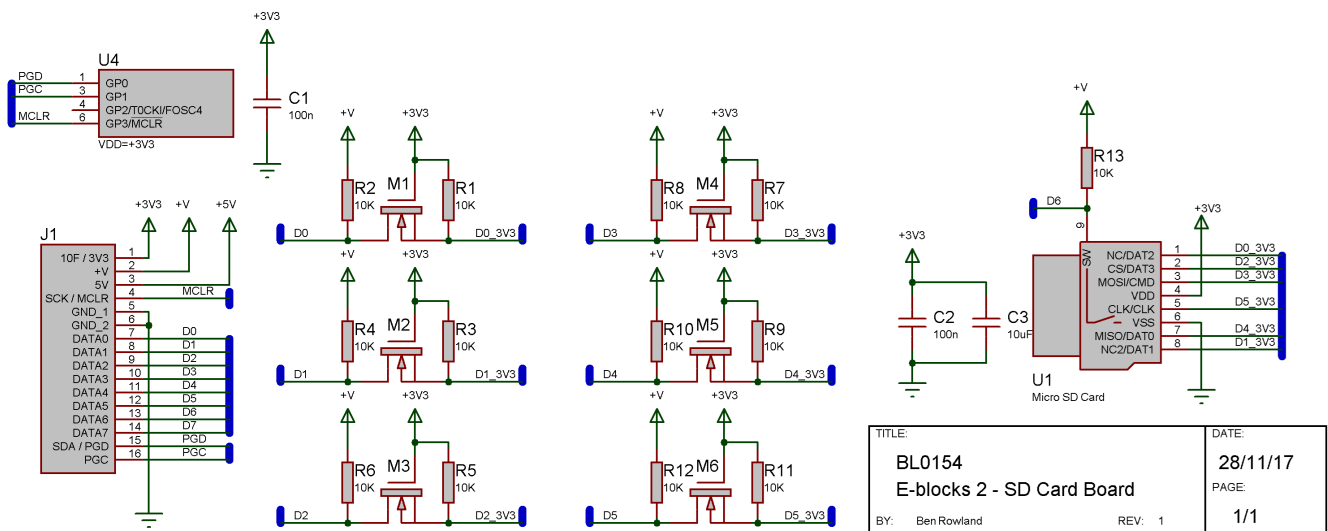 +3V3
U4
PGD 1 GP0
PGC 3 GP1
4 GP2/T0CKI/FOSC4
MCLR 6 GP3/MCLR
VDD=+3V3
C1
100n
+3V3 +V +5V
J1
10F / 3V3 1
+V 2
5V 3
SCK / MCLR 4 MCLR
GND_1 5
GND_2 6
DATA0 7 D0
DATA1 8 D1
DATA2 9 D2
DATA3 10 D3
DATA4 11 D4
DATA5 12 D5
DATA6 13 D6
DATA7 14 D7
SDA / PGD 15 PGD
PGC 16 PGC
+V +3V3
R2 M1 R1
10K 10K
D0 D0_3V3
+V +3V3
R4 M2 R3
10K 10K
D1 D1_3V3
+V +3V3
R6 M3 R5
10K 10K
D2 D2_3V3
+V +3V3
R8 M4 R7
10K 10K
D3 D3_3V3
+V +3V3
R10 M5 R9
10K 10K
D4 D4_3V3
+V +3V3
R12 M6 R11
10K 10K
D5 D5_3V3
+3V3
C2 C3
100n 10uF
+V
R13
10K
D6
9
SW
+3V3
NC/DAT2 1 D0_3V3
CS/DAT3 2 D2_3V3
MOSI/CMD 3 D3_3V3
VDD 4
CLK/CLK 5 D5_3V3
VSS 6
MISO/DAT0 7 D4_3V3
NC2/DAT1 8 D1_3V3
U1
Micro SD Card
TITLE:
BL0154
E-blocks 2 - SD Card Board
BY: Ben Rowland REV: 1
DATE:
28/11/17
PAGE:
1/1